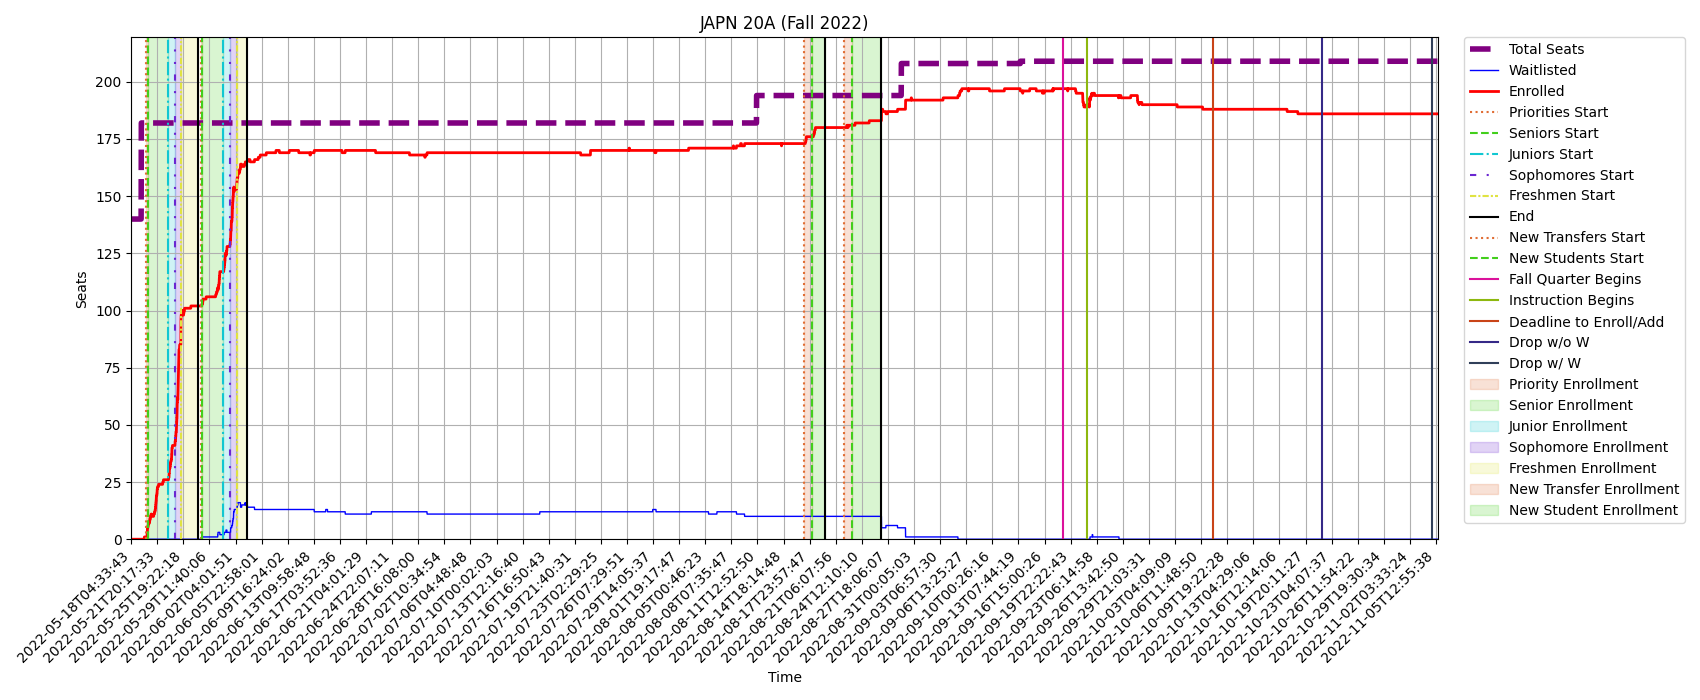 JAPN 20A (Fall 2022)
Seats
200
175
150
125
100
75
50
25
0
2022-05-18T04:33:43
2022-05-21T20:17:33
2022-05-25T19:22:18
2022-05-29T11:40:06
2022-06-02T04:01:51
2022-06-05T22:58:01
2022-06-09T16:24:02
2022-06-13T09:58:48
2022-06-17T03:52:36
2022-06-21T04:01:29
2022-06-24T22:07:11
2022-06-28T16:08:00
2022-07-02T10:34:54
2022-07-06T04:48:48
2022-07-10T00:02:03
2022-07-13T12:16:40
2022-07-16T16:50:43
2022-07-19T21:40:31
2022-07-23T02:29:25
2022-07-26T07:29:51
2022-07-29T14:05:37
2022-08-01T19:17:47
2022-08-05T00:46:23
2022-08-08T07:35:47
2022-08-11T12:52:50
2022-08-14T18:14:48
2022-08-17T23:57:47
2022-08-21T06:07:56
2022-08-24T12:10:10
2022-08-27T18:06:07
2022-08-31T00:05:03
2022-09-03T06:57:30
2022-09-06T13:25:27
2022-09-10T00:26:16
2022-09-13T07:44:19
2022-09-16T15:00:26
2022-09-19T22:22:43
2022-09-23T06:14:58
2022-09-26T13:42:50
2022-09-29T21:03:31
2022-10-03T04:09:09
2022-10-06T11:48:50
2022-10-09T19:22:28
2022-10-13T04:29:06
2022-10-16T12:14:06
2022-10-19T20:11:27
2022-10-23T04:07:37
2022-10-26T11:54:22
2022-10-29T19:30:34
2022-11-02T03:33:24
2022-11-05T12:55:38
Time
Total Seats
Waitlisted
Enrolled
Priorities Start
Seniors Start
Juniors Start
Sophomores Start
Freshmen Start
End
New Transfers Start
New Students Start
Fall Quarter Begins
Instruction Begins
Deadline to Enroll/Add
Drop w/o W
Drop w/ W
Priority Enrollment
Senior Enrollment
Junior Enrollment
Sophomore Enrollment
Freshmen Enrollment
New Transfer Enrollment
New Student Enrollment